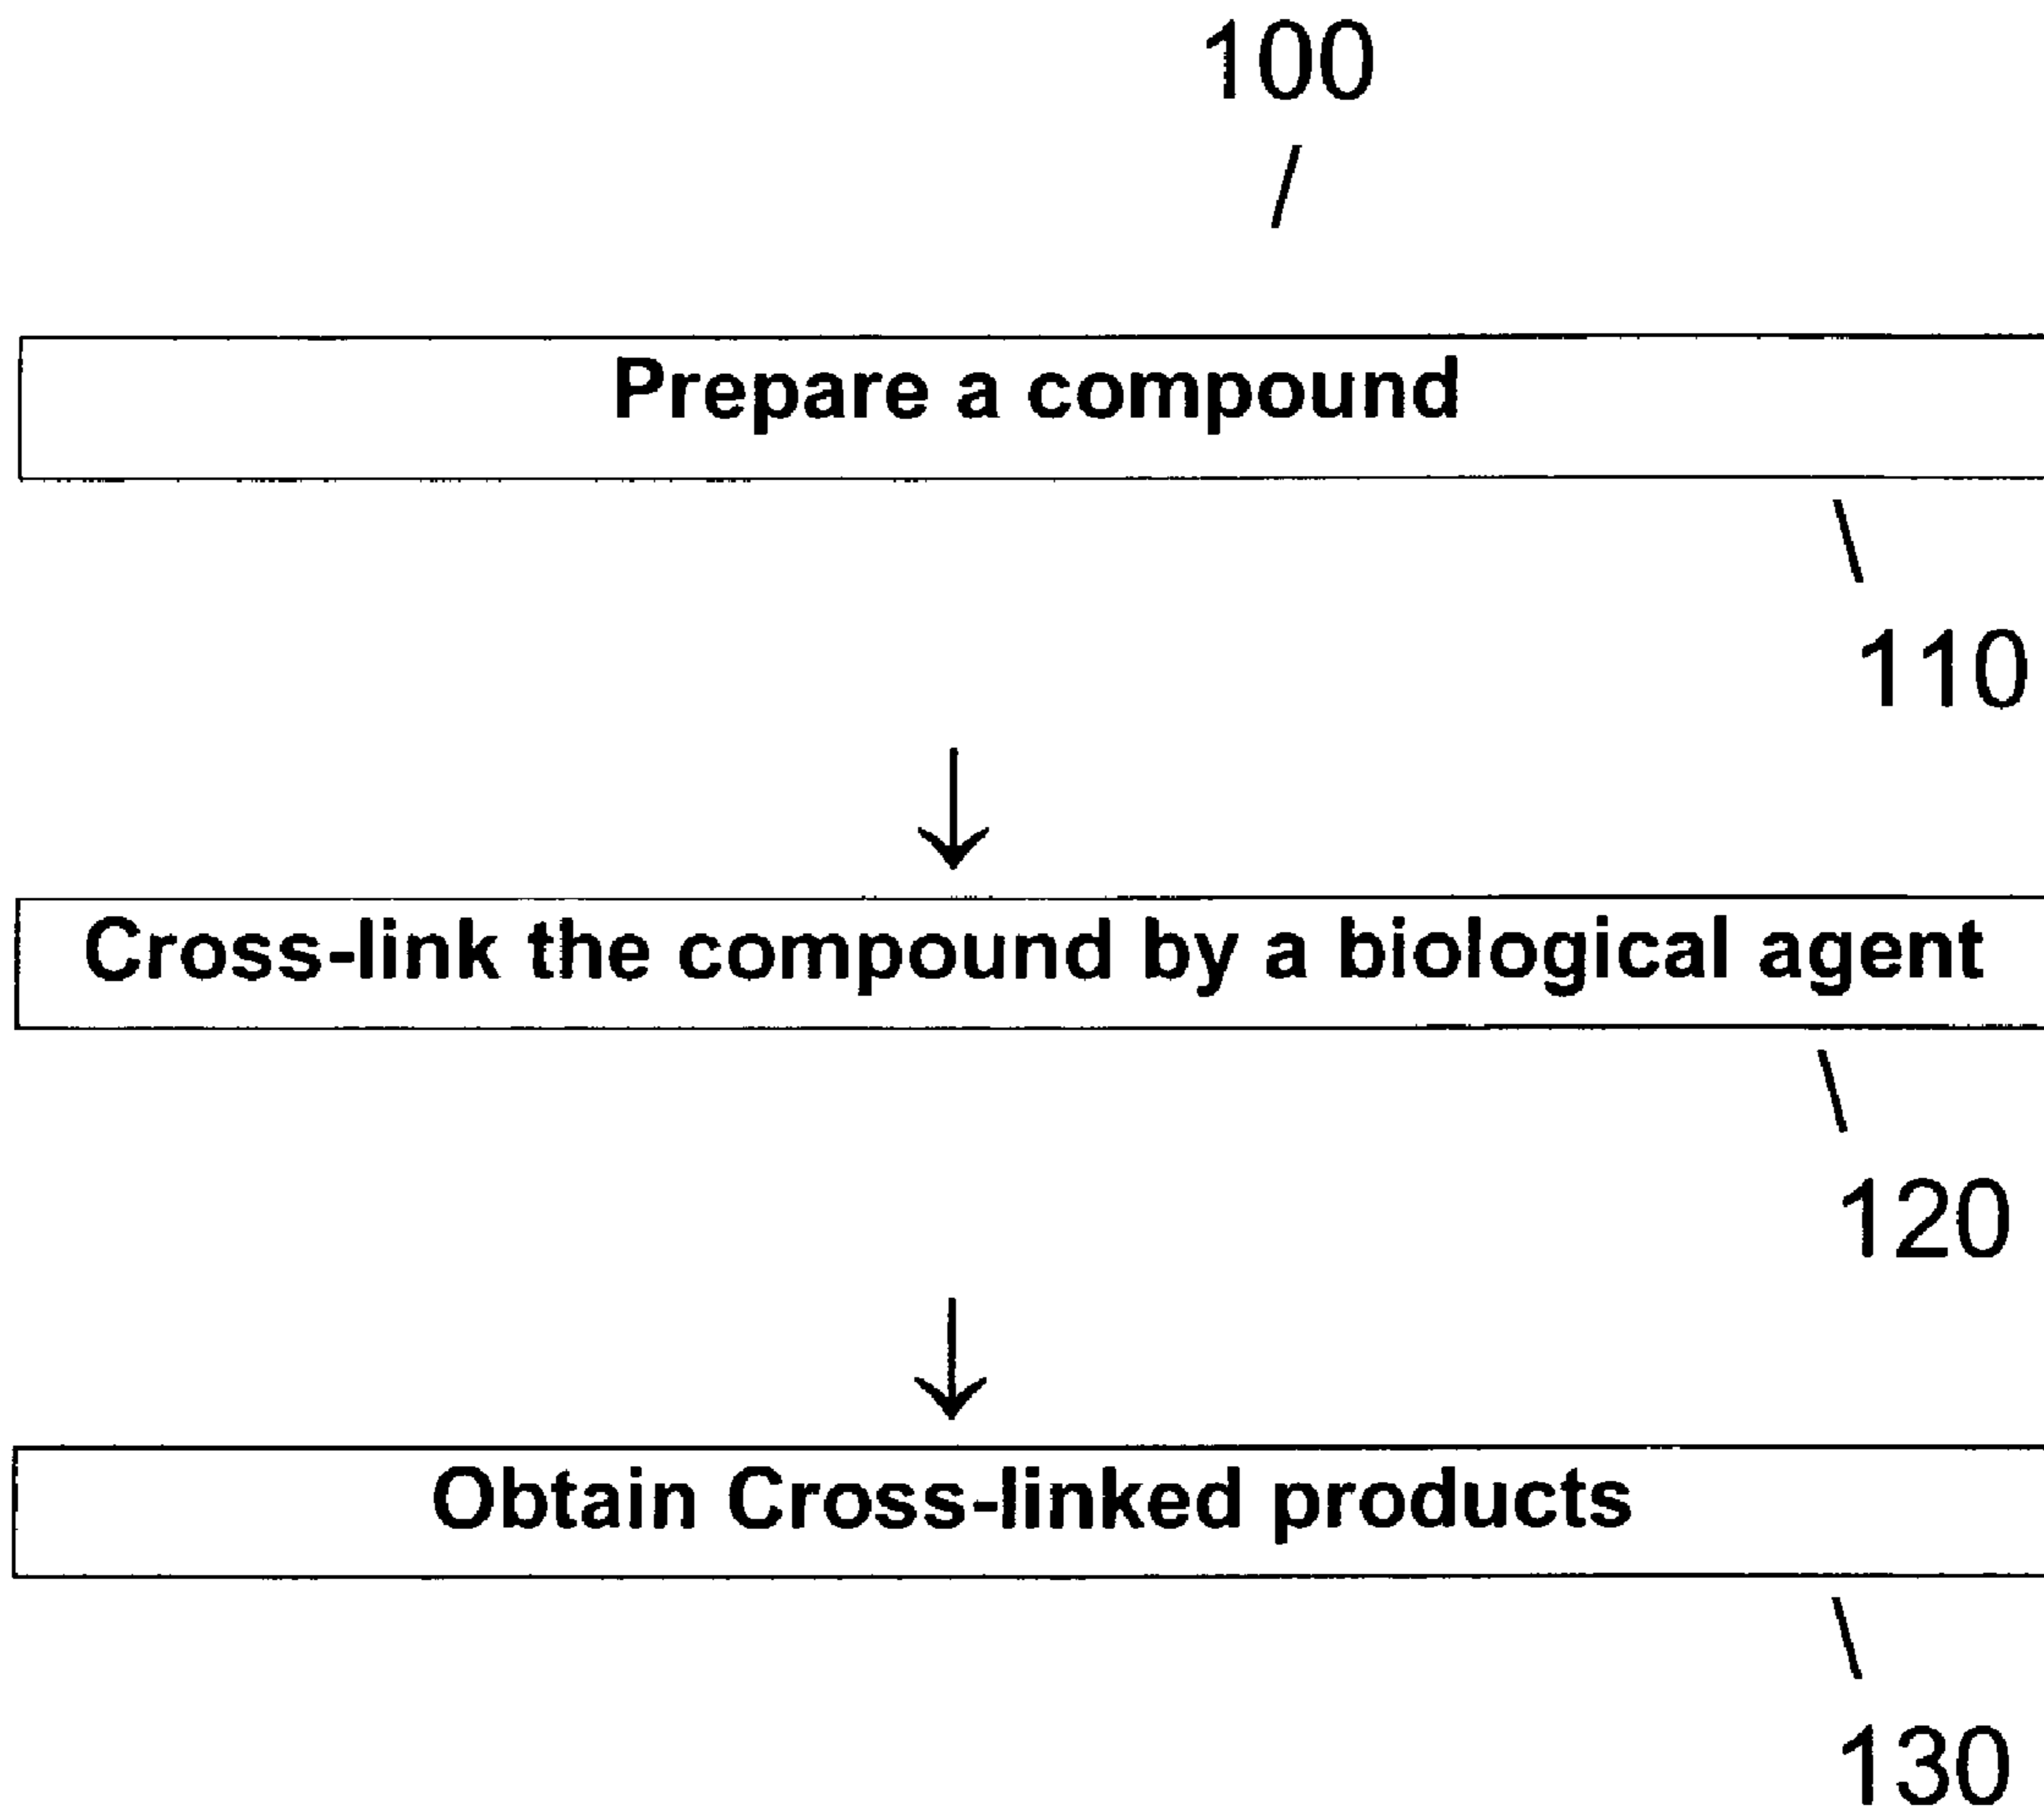 100
Prepare a compound
110
Cross-link the compound by a biological agent
120
Obtain Cross-linked products
130